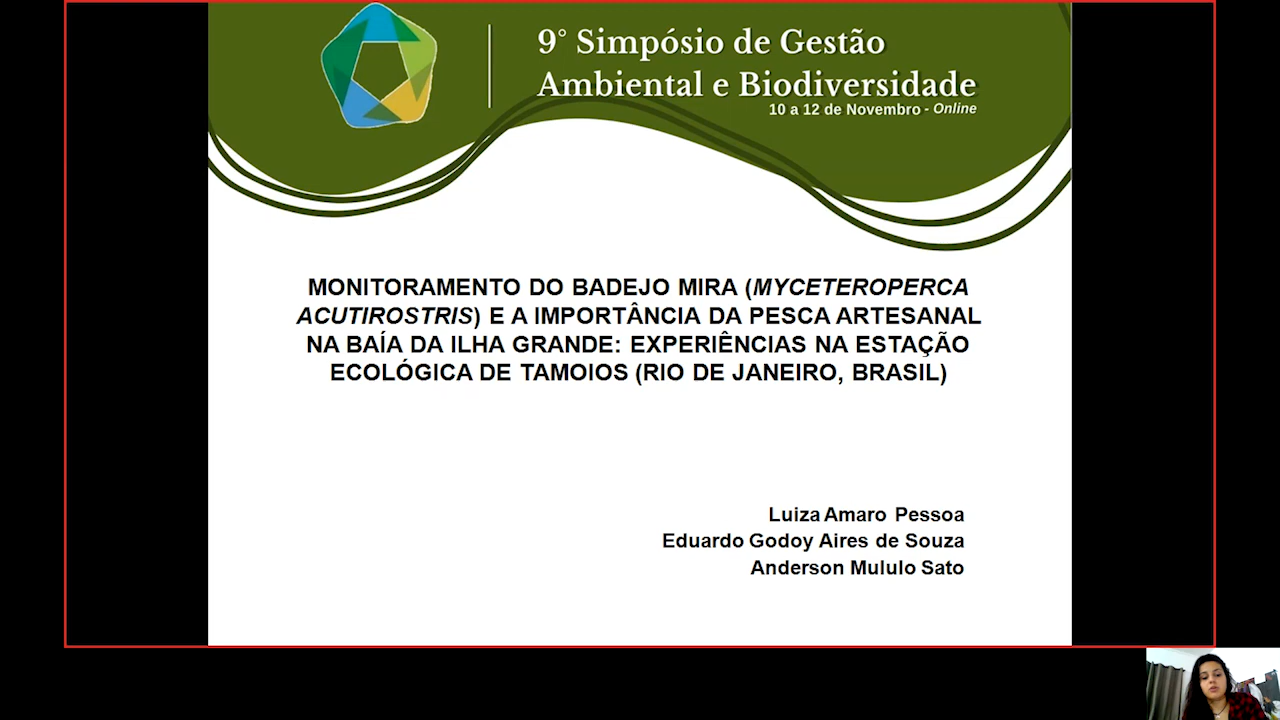 9° Simpósio de Gestão
Ambiental e Biodiversidade
10 a 12 de Novembro - Online
MONITORAMENTO DO BADEJO MIRA (MYCETEROPERCA
ACUTIROSTRIS) E A IMPORTÂNCIA DA PESCA ARTESANAL
NA BAÍA DA ILHA GRANDE: EXPERIÊNCIAS NA ESTAÇÃO
ECOLÓGICA DE TAMOIOS (RIO DE JANEIRO, BRASIL)
Luiza Amaro Pessoa
Eduardo Godoy Aires de Souza
Anderson Mululo Sato